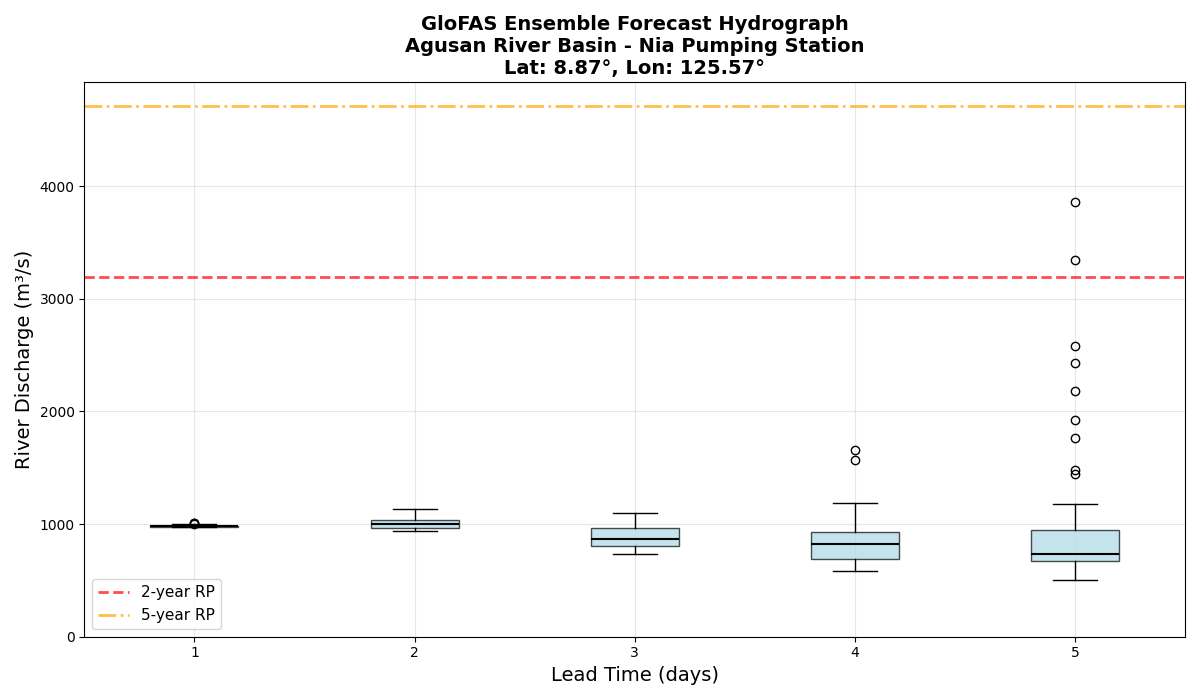 GloFAS Ensemble Forecast Hydrograph
Agusan River Basin - Nia Pumping Station
Lat: 8.87°, Lon: 125.57°
River Discharge (m³/s)
4000
3000
2000
1000
0
2-year RP
5-year RP
1 2 3 4 5
Lead Time (days)